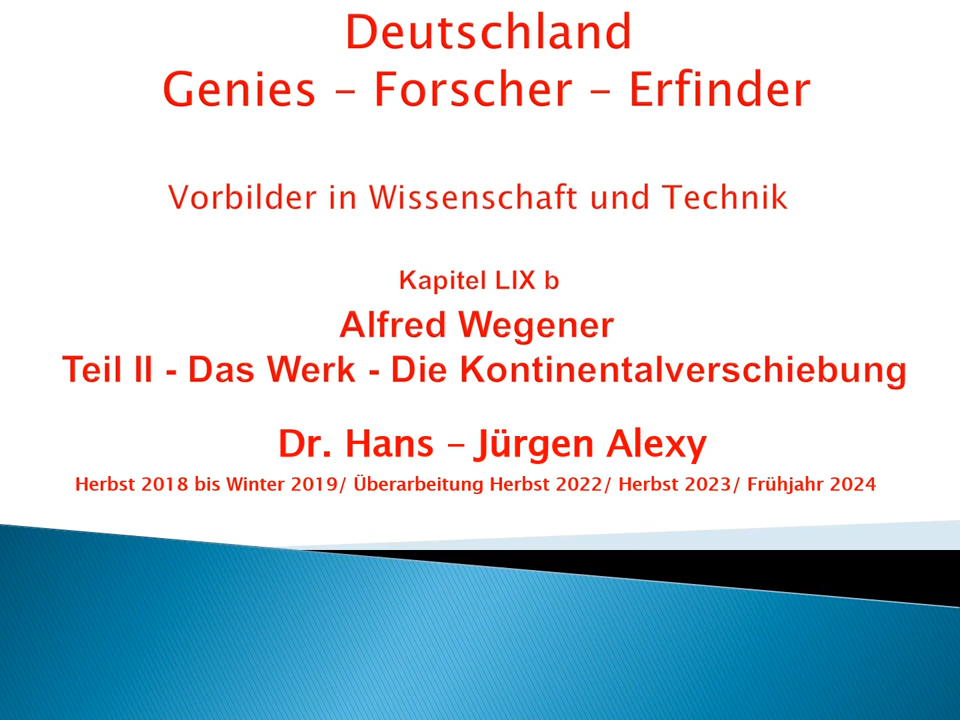 Deutschland
Genies – Forscher – Erfinder
Vorbilder in Wissenschaft und Technik
Kapitel LIX b
Alfred Wegener
Teil II - Das Werk - Die Kontinentalverschiebung
Dr. Hans – Jürgen Alexy
Herbst 2018 bis Winter 2019/ Überarbeitung Herbst 2022/ Herbst 2023/ Frühjahr 2024